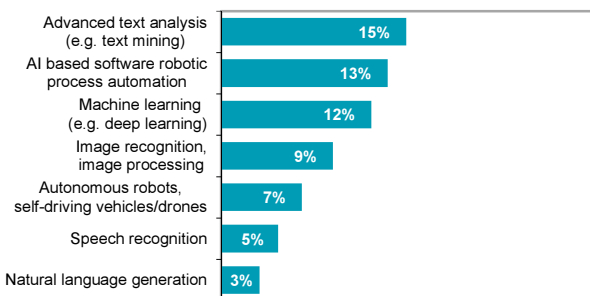 Advanced text analysis
(e.g. text mining)
15%
AI based software robotic
process automation
13%
Machine learning
(e.g. deep learning)
12%
Image recognition,
image processing
9%
Autonomous robots,
self-driving vehicles/drones
7%
Speech recognition
5%
Natural language generation
3%